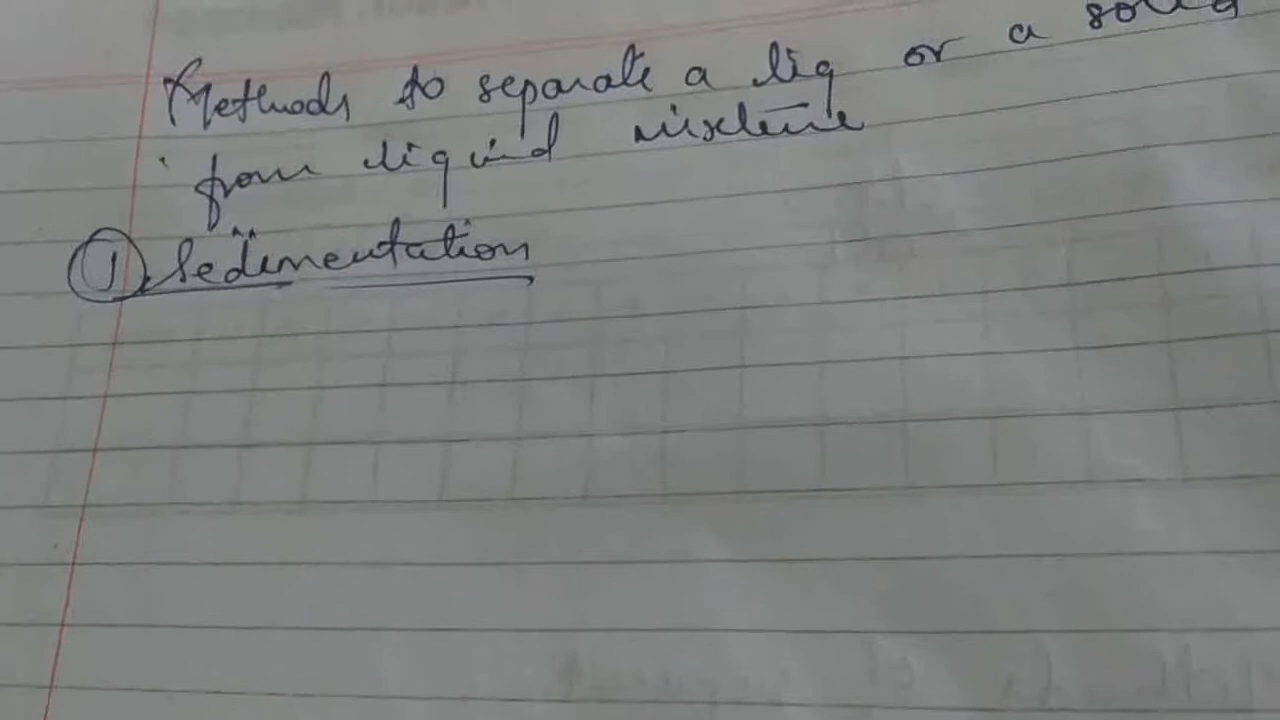 Methods to separate a liq or a solid
from liquid mixture
① Sedimentation